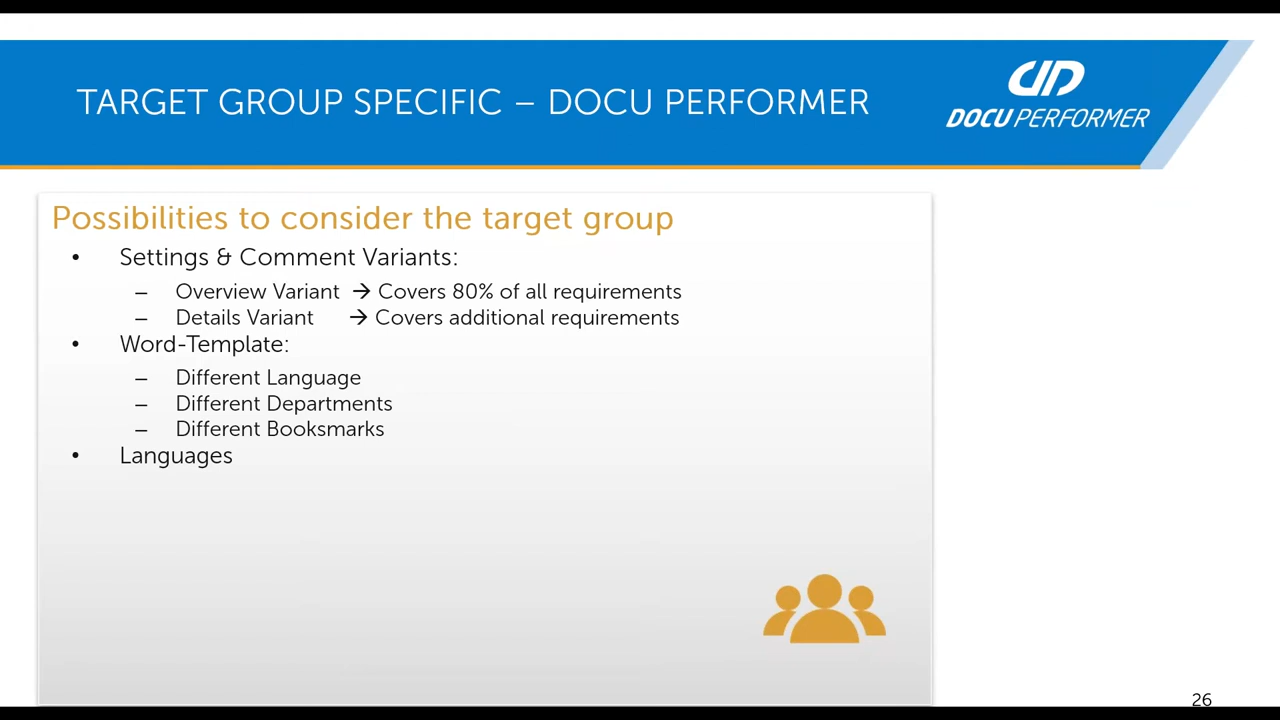 TARGET GROUP SPECIFIC – DOCU PERFORMER
DOCU PERFORMER
Possibilities to consider the target group
• Settings & Comment Variants:
– Overview Variant → Covers 80% of all requirements
– Details Variant → Covers additional requirements
• Word-Template:
– Different Language
– Different Departments
– Different Booksmarks
• Languages
26